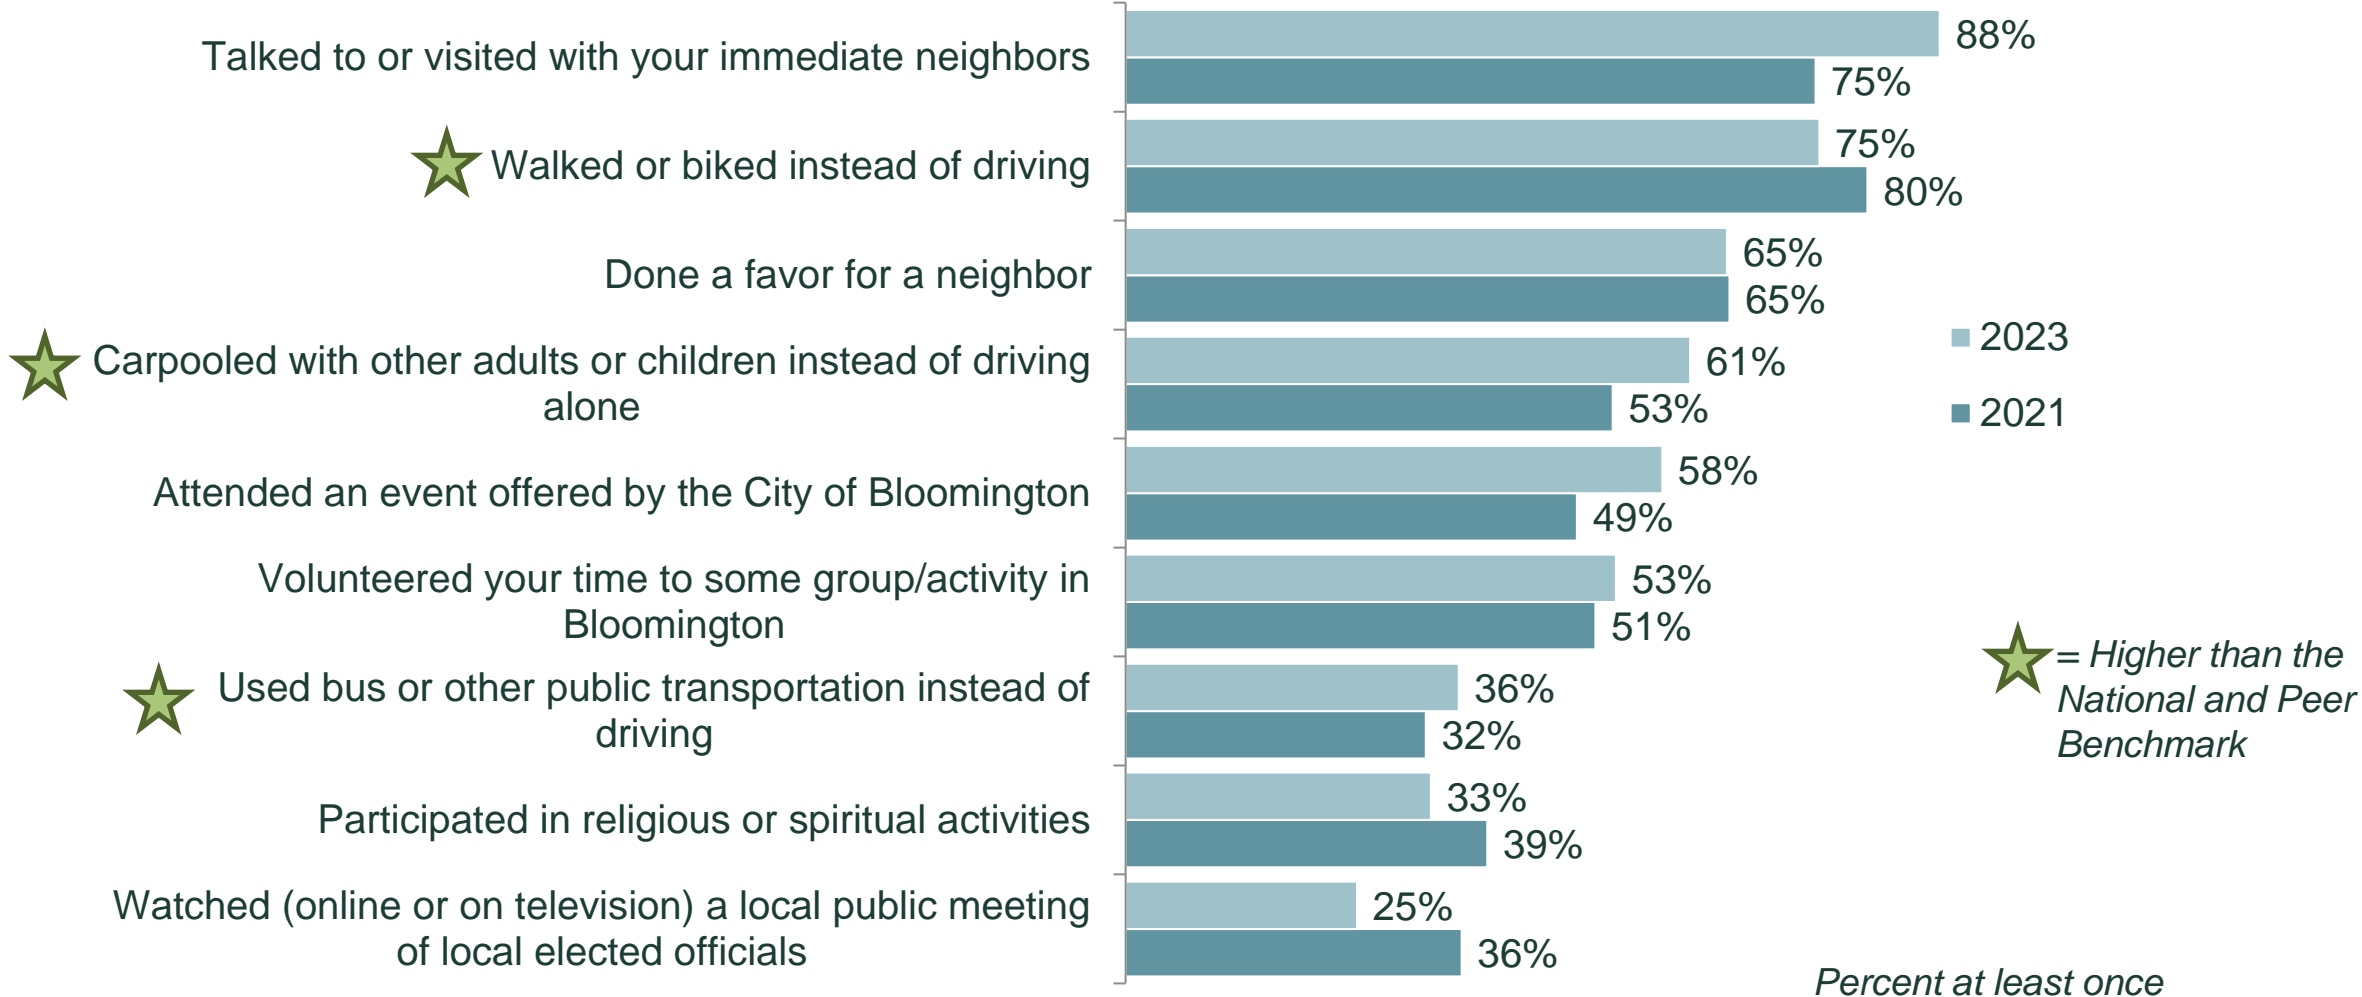 Talked to or visited with your immediate neighbors
88%
75%
Walked or biked instead of driving
75%
80%
Done a favor for a neighbor
65%
65%
Carpooled with other adults or children instead of driving
alone
61%
53%
2023
2021
Attended an event offered by the City of Bloomington
58%
49%
Volunteered your time to some group/activity in
Bloomington
53%
51%
Used bus or other public transportation instead of
driving
36%
32%
= Higher than the
National and Peer
Benchmark
Participated in religious or spiritual activities
33%
39%
Watched (online or on television) a local public meeting
of local elected officials
25%
36%
Percent at least once